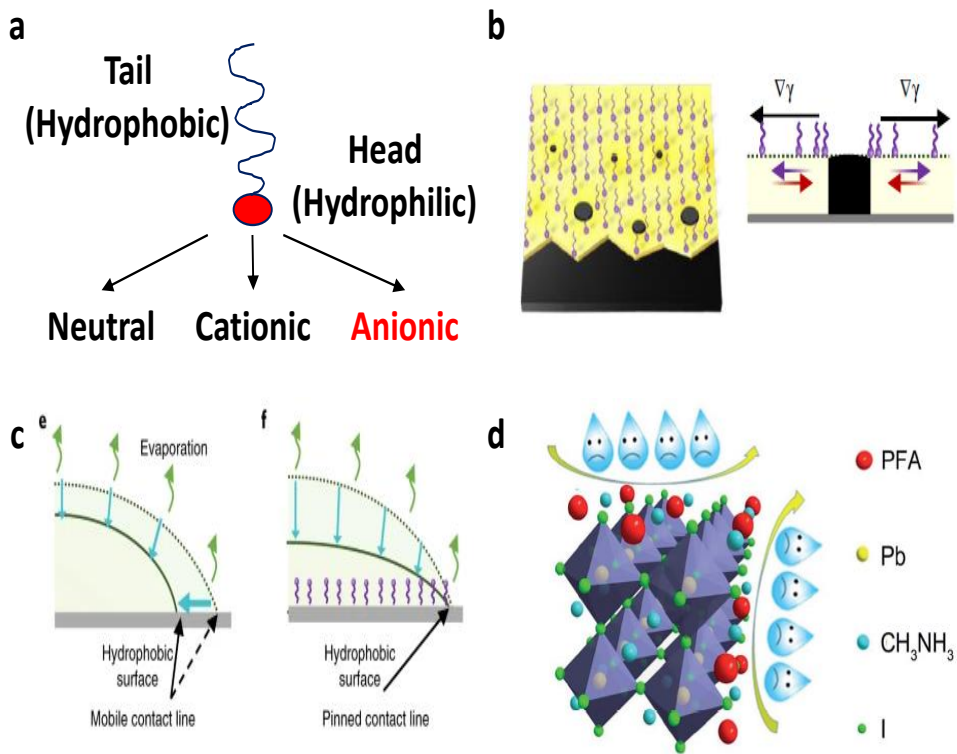 a
Tail
(Hydrophobic)
Head
(Hydrophilic)
Neutral Cationic Anionic
b
∇γ ∇γ
c
e
Evaporation
Hydrophobic
surface
Mobile contact line
f
Hydrophobic
surface
Pinned contact line
d
PFA
Pb
CH₃NH₃
I